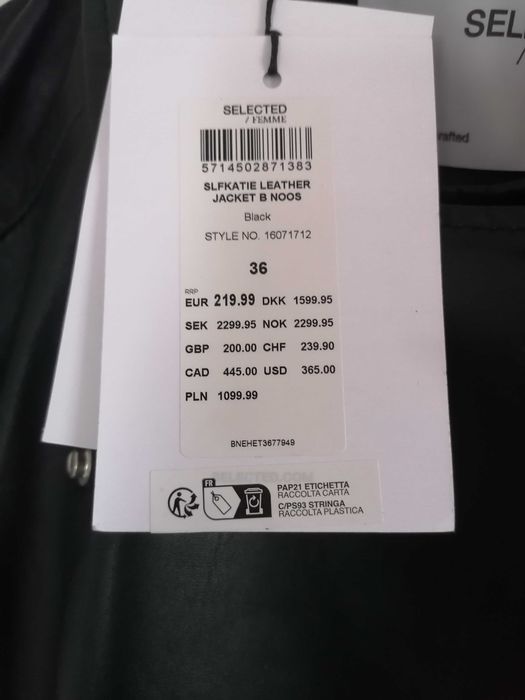 SELECTED
/ FEMME
5714502871383
SLFKATIE LEATHER
JACKET B NOOS
Black
STYLE NO. 16071712
36
RRP
EUR 219.99 DKK 1599.95
SEK 2299.95 NOK 2299.95
GBP 200.00 CHF 239.90
CAD 445.00 USD 365.00
PLN 1099.99
BNEHET3677949
SELECTED.COM
FR
PAP21 ETICHETTA
RACCOLTA CARTA
C/PS93 STRINGA
RACCOLTA PLASTICA
SEL
/
rafted